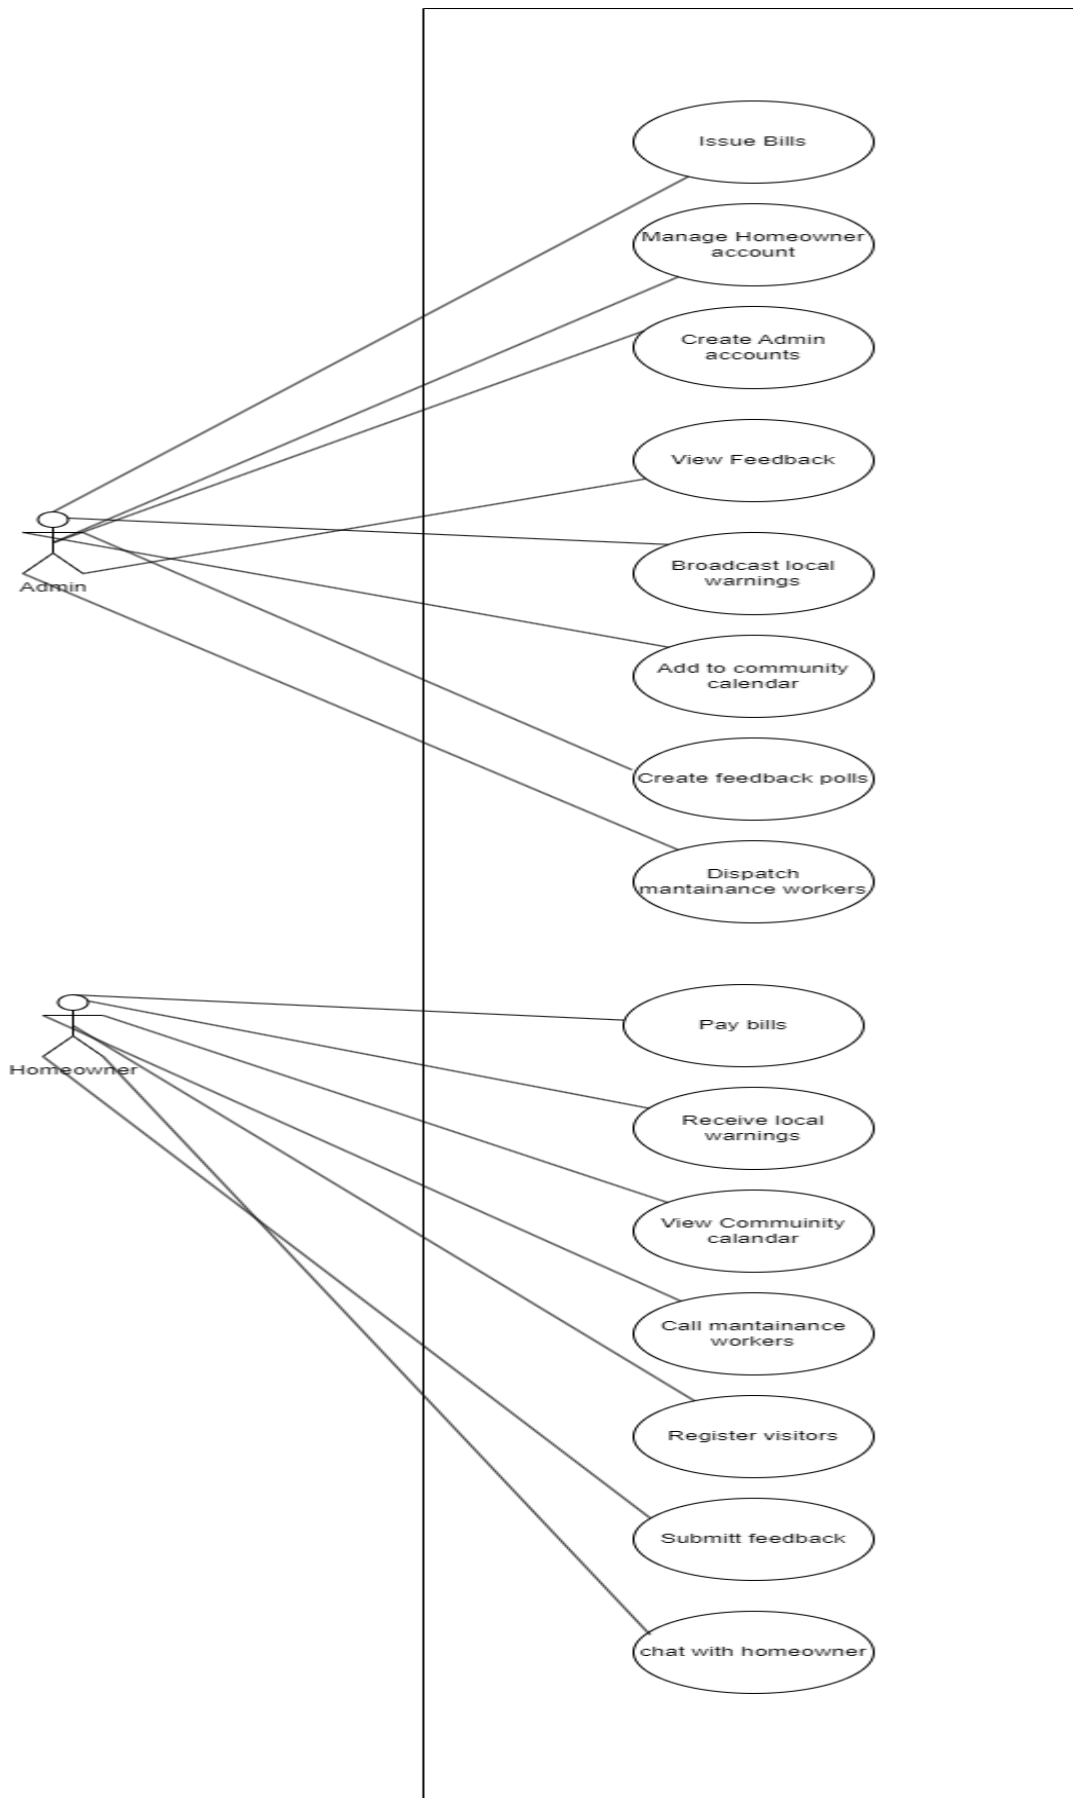 Issue Bills
Manage Homeowner
account
Create Admin
accounts
View Feedback
Broadcast local
warnings
Admin
Add to community
calendar
Create feedback polls
Dispatch
mantainance workers
Pay bills
Homeowner
Receive local
warnings
View Commuinity
calandar
Call mantainance
workers
Register visitors
Submitt feedback
chat with homeowner